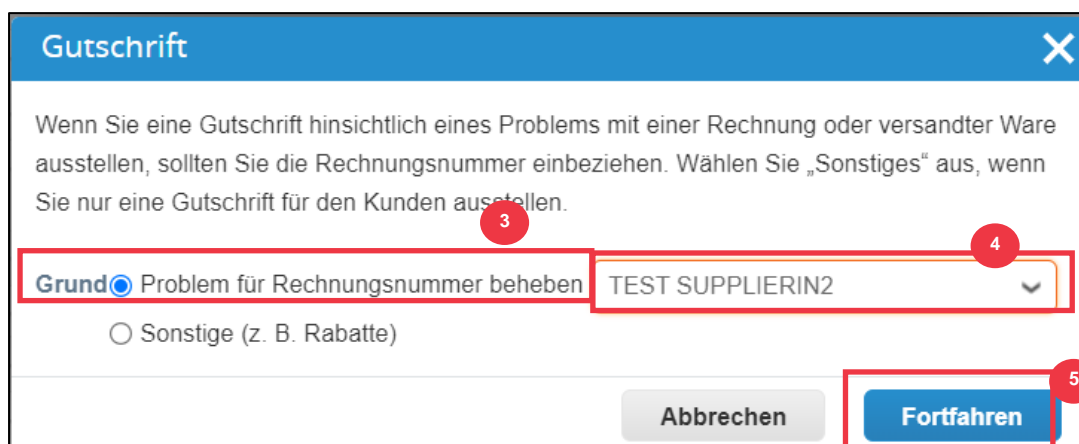 Gutschrift
Wenn Sie eine Gutschrift hinsichtlich eines Problems mit einer Rechnung oder versandter Ware
ausstellen, sollten Sie die Rechnungsnummer einbeziehen. Wählen Sie „Sonstiges“ aus, wenn
Sie nur eine Gutschrift für den Kunden ausstellen.
3
4
Grund Problem für Rechnungsnummer beheben TEST SUPPLIERIN2
Sonstige (z. B. Rabatte)
5
Abbrechen Fortfahren